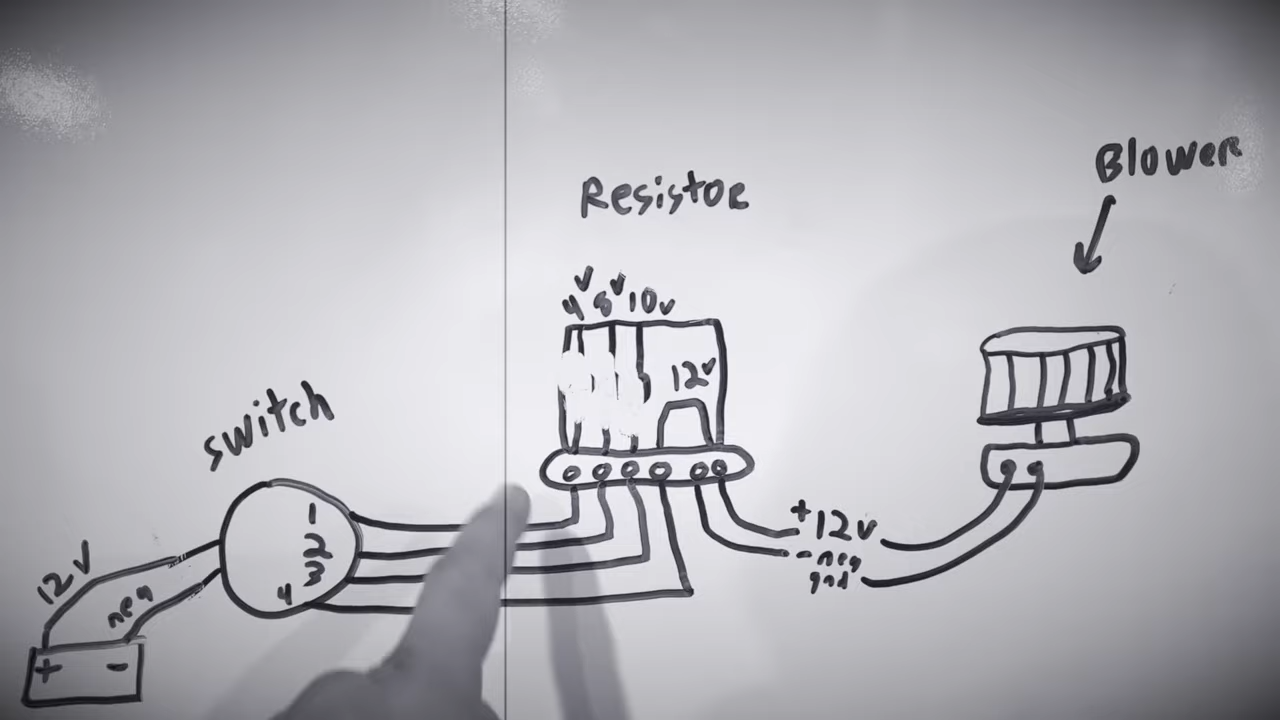 Blower
Resistor
4v 8v 10v
12v
switch
1
2
3
4
+12v
-neg
gnd
12v
neg
+ -